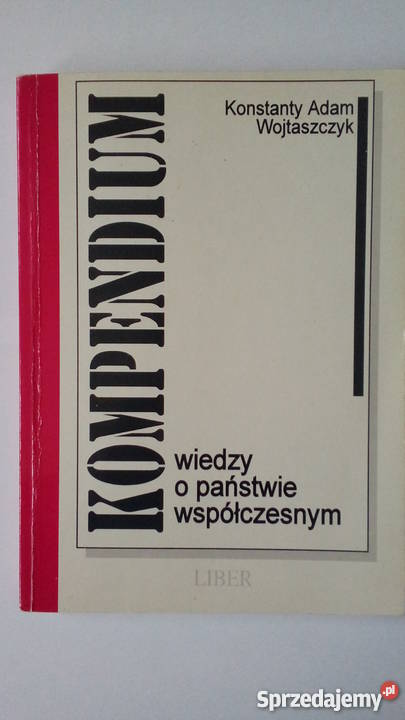 Konstanty Adam
Wojtaszczyk
KOMPENDIUM
wiedzy
o państwie
współczesnym
LIBER
Sprzedajemy.pl